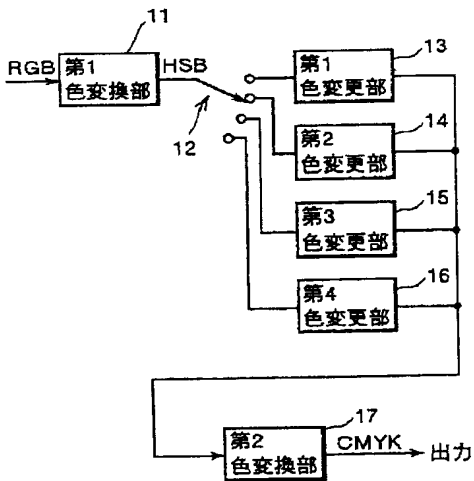 11
RGB
第1
色変換部
HSB
12
第1
色変更部
13
第2
色変更部
14
第3
色変更部
15
第4
色変更部
16
第2
色変換部
17
CMYK
出力